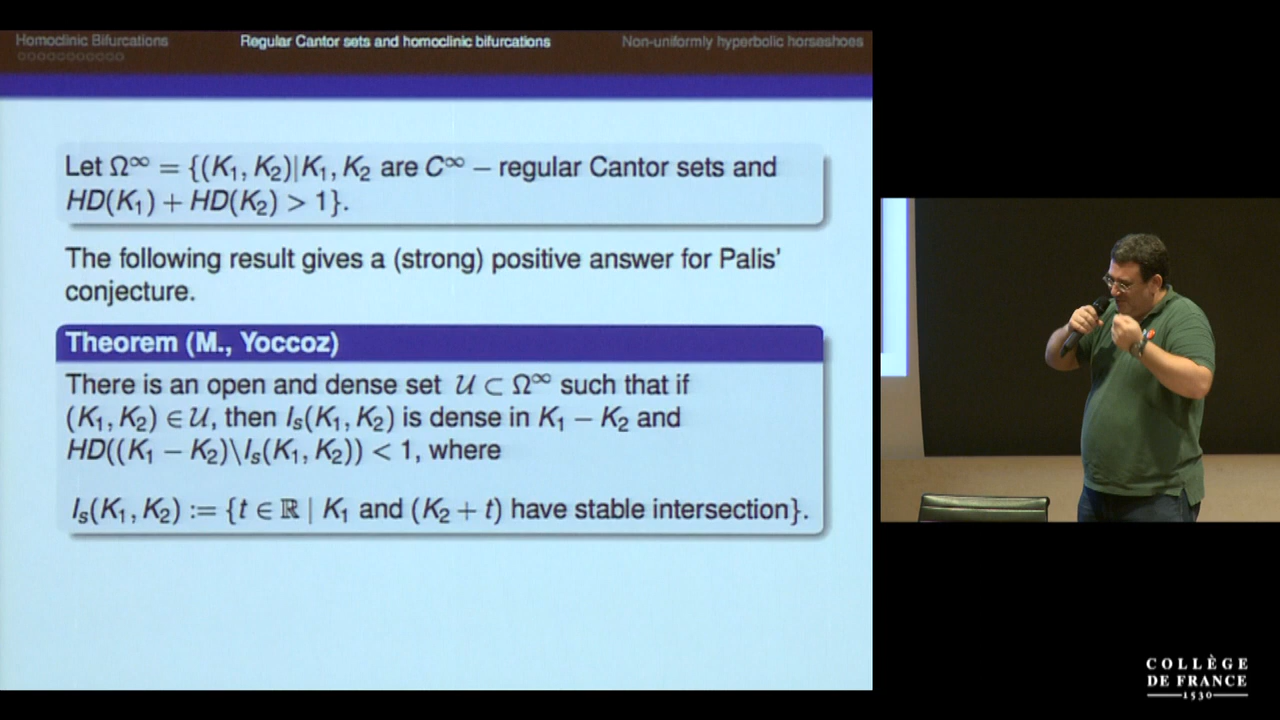 Homoclinic Bifurcations Regular Cantor sets and homoclinic bifurcations Non-uniformly hyperbolic horseshoes
Let Ω∞ = {(K₁, K₂)|K₁, K₂ are C∞ – regular Cantor sets and
HD(K₁) + HD(K₂) > 1}.
The following result gives a (strong) positive answer for Palis'
conjecture.
Theorem (M., Yoccoz)
There is an open and dense set 𝒰 ⊂ Ω∞ such that if
(K₁, K₂) ∈ 𝒰, then Iₛ(K₁, K₂) is dense in K₁ − K₂ and
HD((K₁ − K₂)\Iₛ(K₁, K₂)) < 1, where
Iₛ(K₁, K₂) := {t ∈ ℝ | K₁ and (K₂ + t) have stable intersection}.
COLLÈGE
DE FRANCE
1530